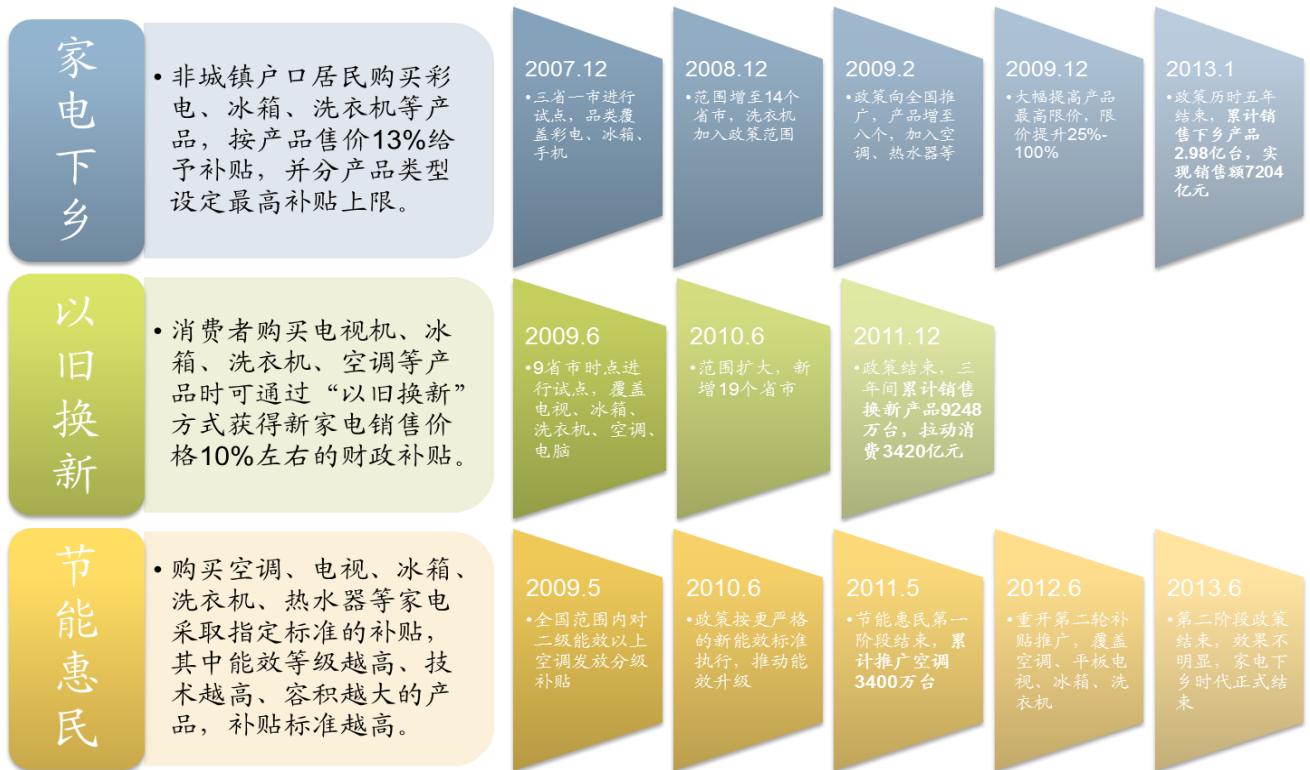 家电下乡
•非城镇户口居民购买彩
电、冰箱、洗衣机等产
品，按产品售价13%给
予补贴，并分产品类型
设定最高补贴上限。
2007.12
•三省一市进行
试点，品类覆
盖彩电、冰箱、
手机
2008.12
•范围增至14个
省市，洗衣机
加入政策范围
2009.2
•政策向全国推
广，产品增至
八个，加入空
调、热水器等
2009.12
•大幅提高产品
最高限价，限
价提升25%-
100%
2013.1
•政策历时五年
结束，累计销
售下乡产品
2.98亿台，实
现销售额7204
亿元
以旧换新
•消费者购买电视机、冰
箱、洗衣机、空调等产
品时可通过“以旧换新”
方式获得新家电销售价
格10%左右的财政补贴。
2009.6
•9省市时点进
行试点，覆盖
电视、冰箱、
洗衣机、空调、
电脑
2010.6
•范围扩大，新
增19个省市
2011.12
•政策结束，三
年间累计销售
换新产品9248
万台，拉动消
费3420亿元
节能惠民
•购买空调、电视、冰箱、
洗衣机、热水器等家电
采取指定标准的补贴，
其中能效等级越高、技
术越高、容积越大的产
品，补贴标准越高。
2009.5
•全国范围内对
二级能效以上
空调发放分级
补贴
2010.6
•政策按更严格
的新能效标准
执行，推动能
效升级
2011.5
•节能惠民第一
阶段结束，累
计推广空调
3400万台
2012.6
•重开第二轮补
贴推广，覆盖
空调、平板电
视、冰箱、洗
衣机
2013.6
•第二阶段政策
结束，效果不
明显，家电下
乡时代正式结
束